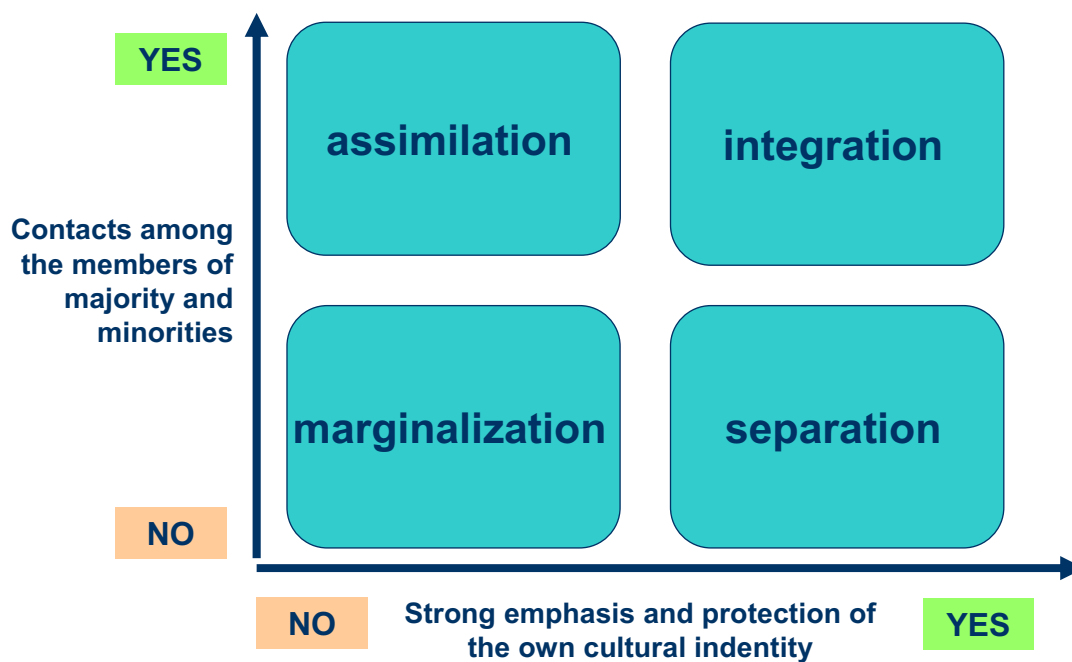 YES
assimilation
integration
Contacts among
the members of
majority and
minorities
marginalization
separation
NO
NO
Strong emphasis and protection of
the own cultural indentity
YES